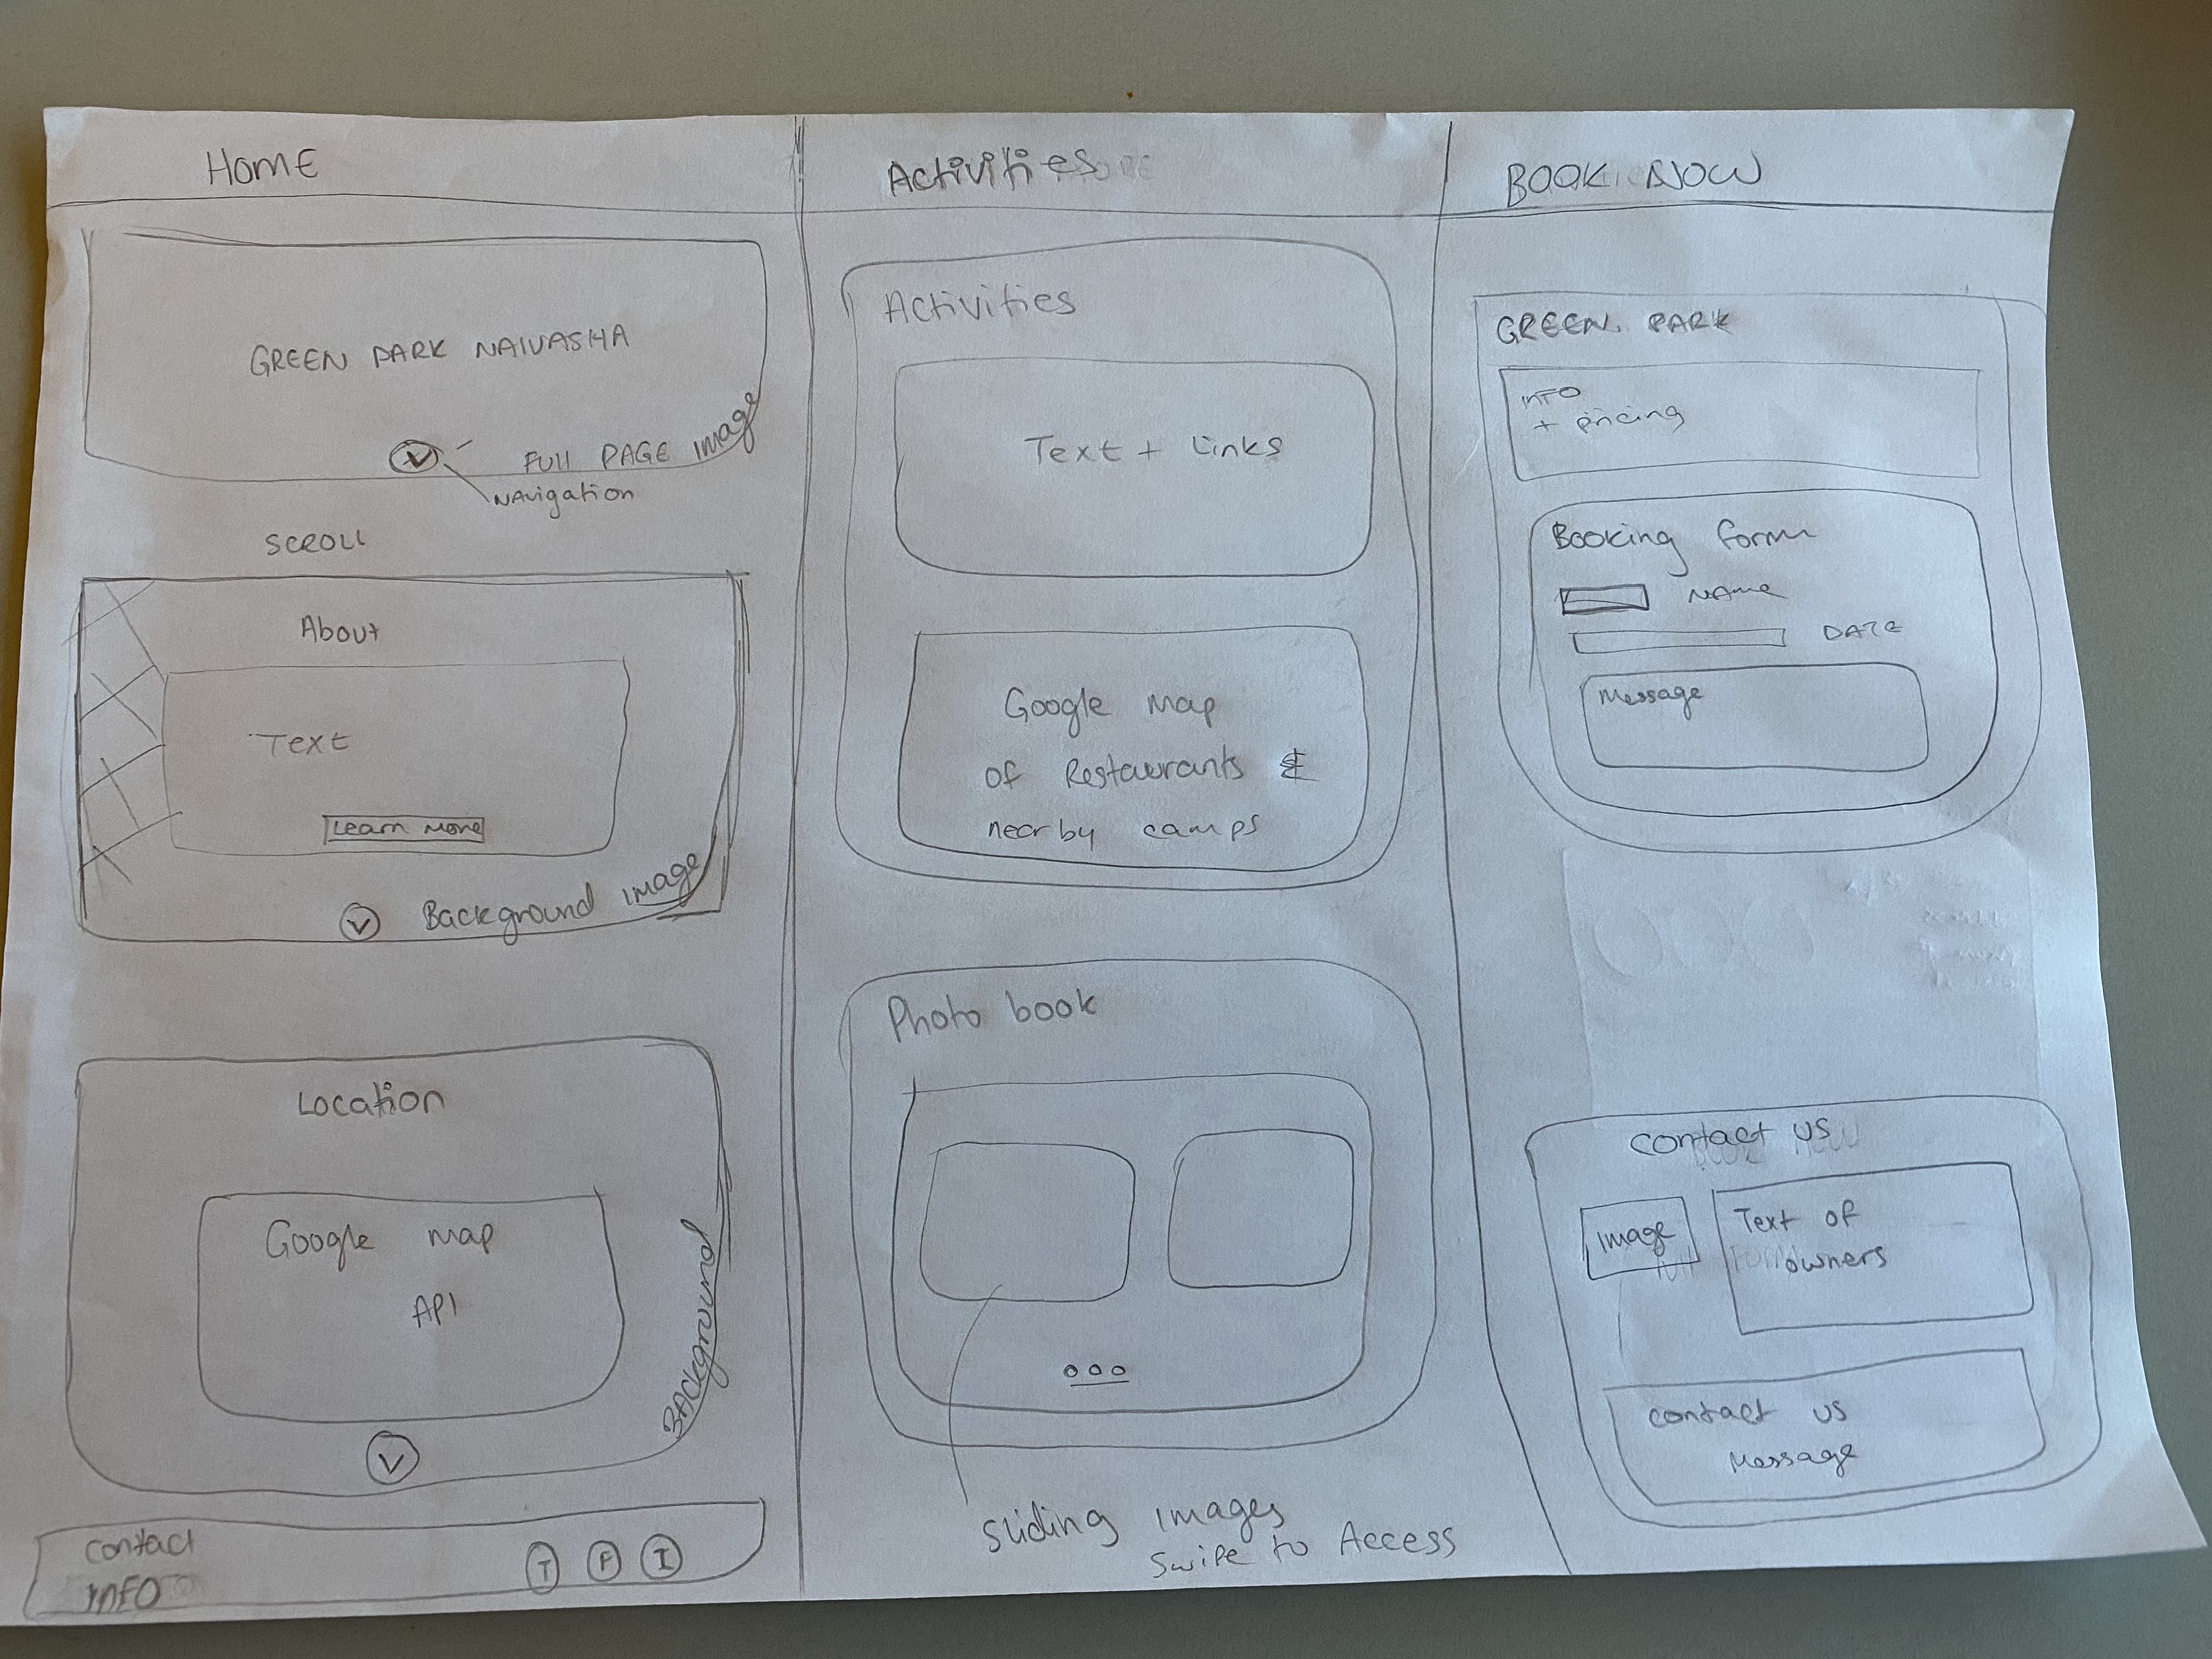 HOME
GREEN PARK NAIVASHA
FULL PAGE IMAGE
NAVIGATION
SCROLL
About
Text
Learn More
Background image
Location
Google map
API
BACKground
Contact
INFO
T F I
Activities
Activities
Text + Links
Google map
of Restaurants &
nearby camps
Photo book
Sliding images
Swipe to Access
BOOK NOW
GREEN PARK
INFO
+ pricing
Booking form
NAme
DATE
Message
contact us
Image
Text of
owners
contact us
Message